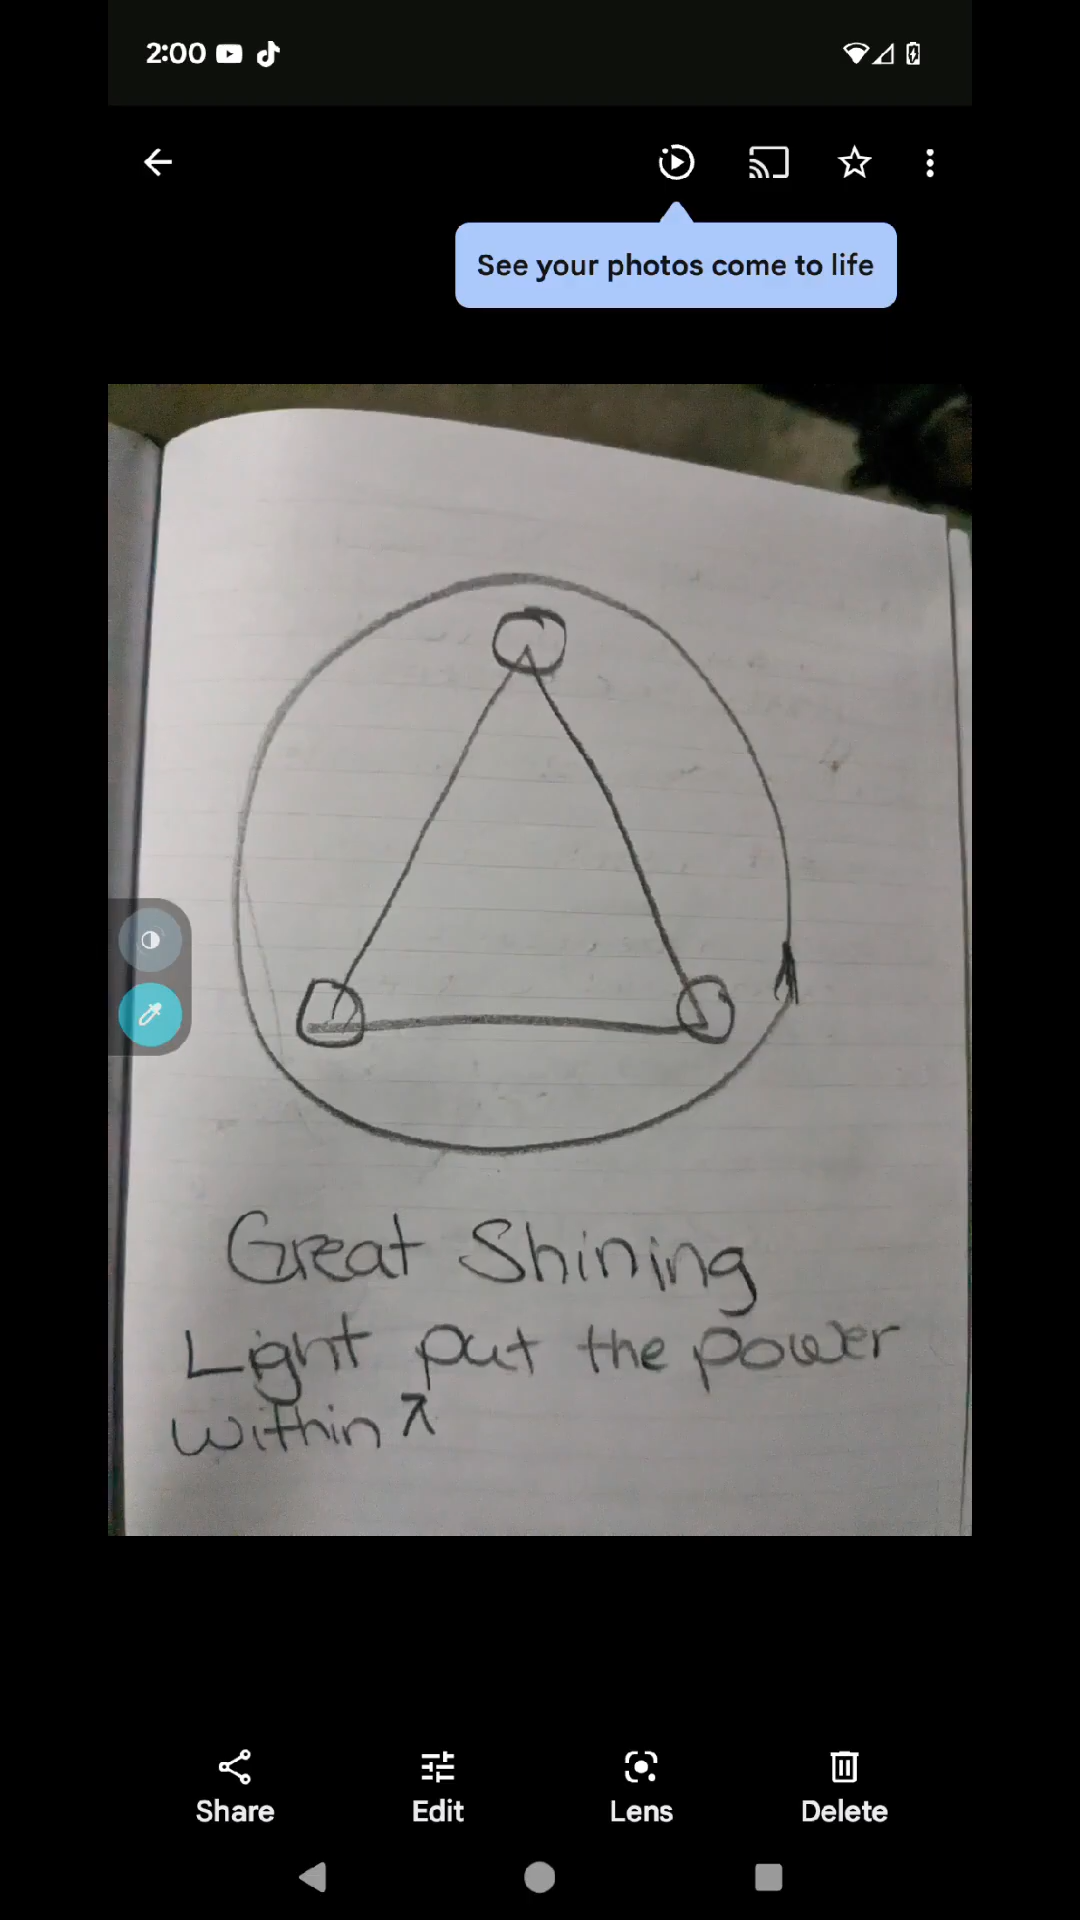 2:00
See your photos come to life
Great Shining
Light put the power
within
Share Edit Lens Delete